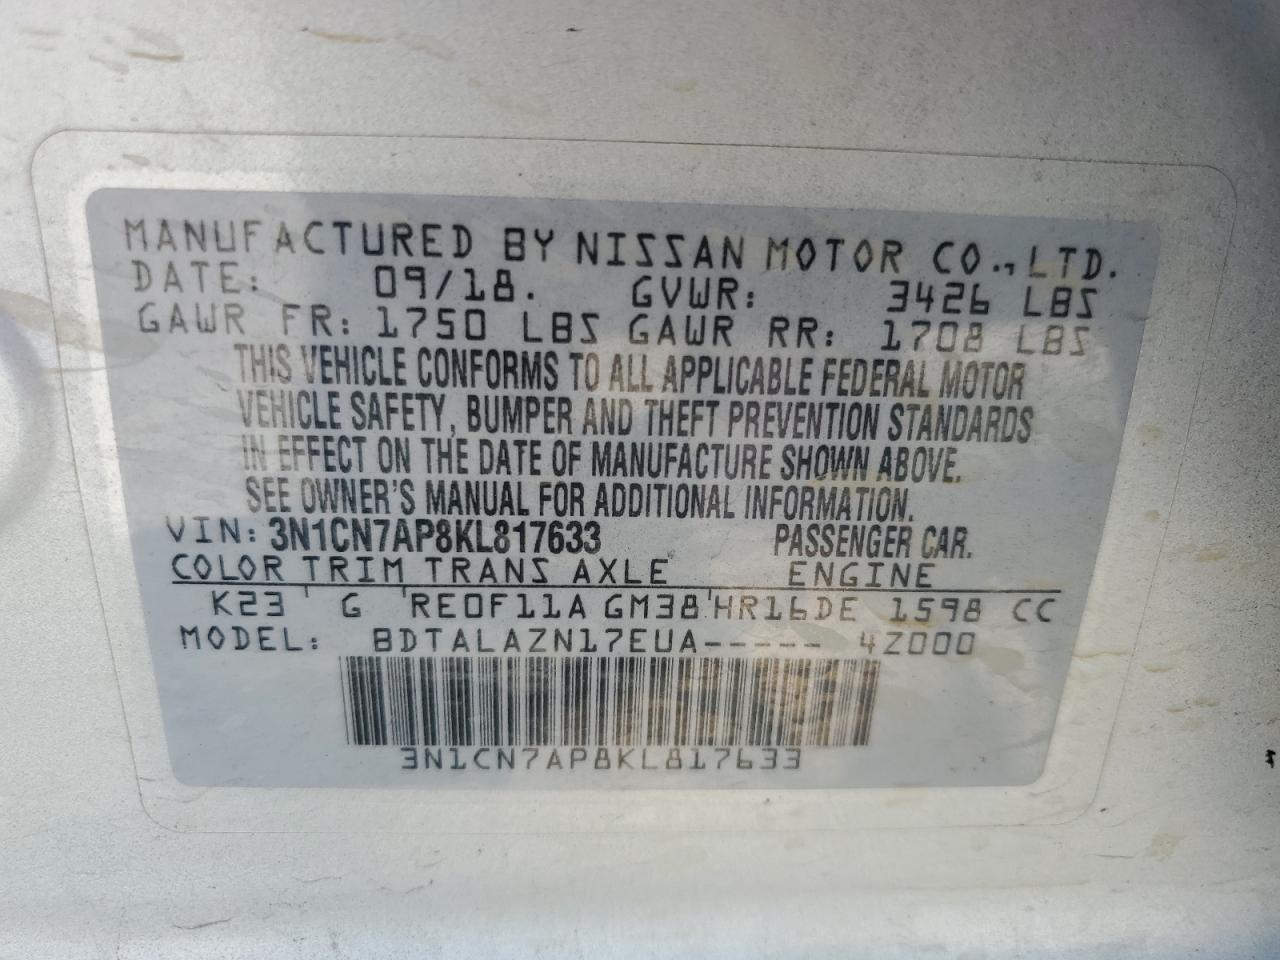 MANUFACTURED BY NISSAN MOTOR CO., LTD.
DATE: 09/18. GVWR: 3426 LBS
GAWR FR: 1750 LBS GAWR RR: 1708 LBS
THIS VEHICLE CONFORMS TO ALL APPLICABLE FEDERAL MOTOR
VEHICLE SAFETY, BUMPER AND THEFT PREVENTION STANDARDS
IN EFFECT ON THE DATE OF MANUFACTURE SHOWN ABOVE.
SEE OWNER'S MANUAL FOR ADDITIONAL INFORMATION.
VIN: 3N1CN7AP8KL817633 PASSENGER CAR.
COLOR TRIM TRANS AXLE ENGINE
K23 ' G ' RE0F11A GM38 ' HR16DE 1598 CC
MODEL: BDTALAZN17EUA----- 4Z000
3N1CN7AP8KL817633